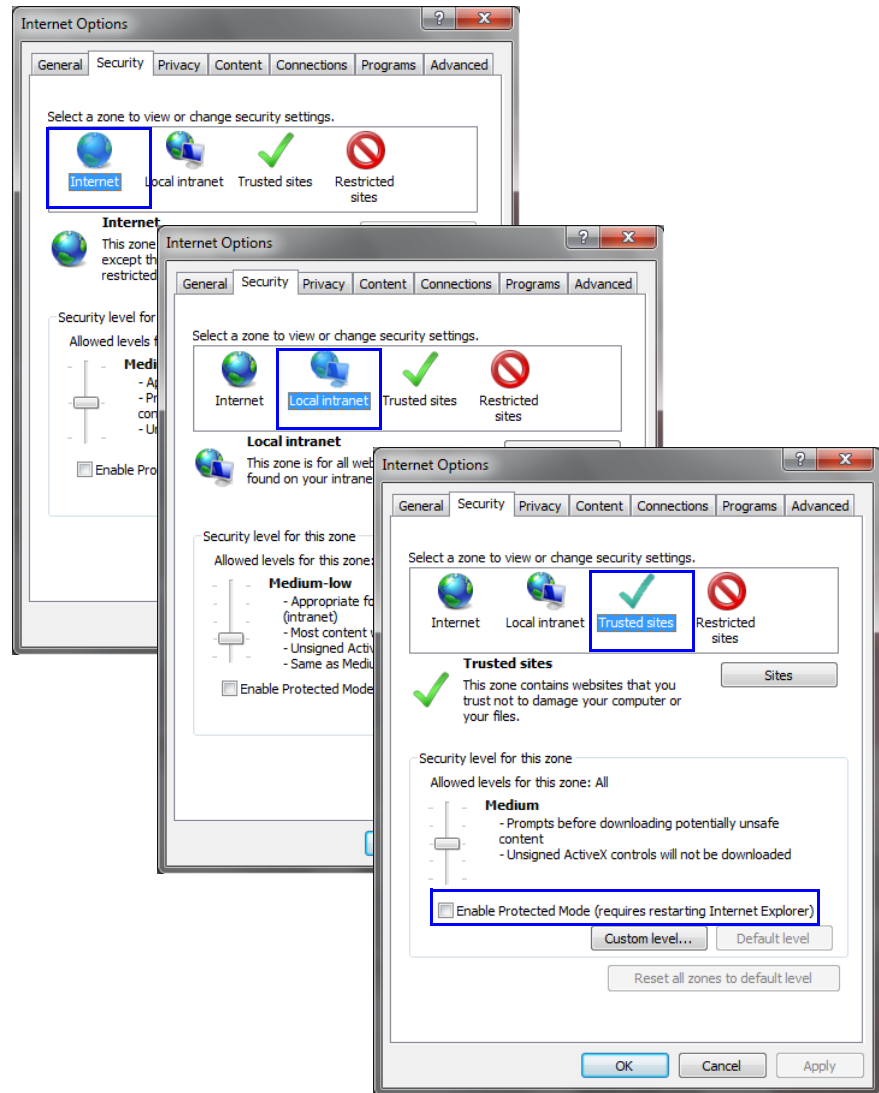 Internet Options
General Security Privacy Content Connections Programs Advanced
Select a zone to view or change security settings.
Internet Local intranet Trusted sites Restricted
sites
Internet
This zone
except
restricted
Security level for
Allowed levels
- 
- 
- 
Enable
Internet Options
General Security Privacy Content Connections Programs Advanced
Select a zone to view or change security settings.
Internet Local intranet Trusted sites Restricted
sites
Local intranet
This zone is for all
found on your
Security level for this zone
Allowed levels for this zone:
Medium-low
- Appropriate
(intranet)
- Most content
- Unsigned
- Same as
Enable Protected Mode
Internet Options
General Security Privacy Content Connections Programs Advanced
Select a zone to view or change security settings.
Internet Local intranet Trusted sites Restricted
sites
Trusted sites
This zone contains websites that you
trust not to damage your computer or
your files.
Sites
Security level for this zone
Allowed levels for this zone: All
Medium
- Prompts before downloading potentially unsafe
content
- Unsigned ActiveX controls will not be downloaded
Enable Protected Mode (requires restarting Internet Explorer)
Custom level... Default level
Reset all zones to default level
OK Cancel Apply